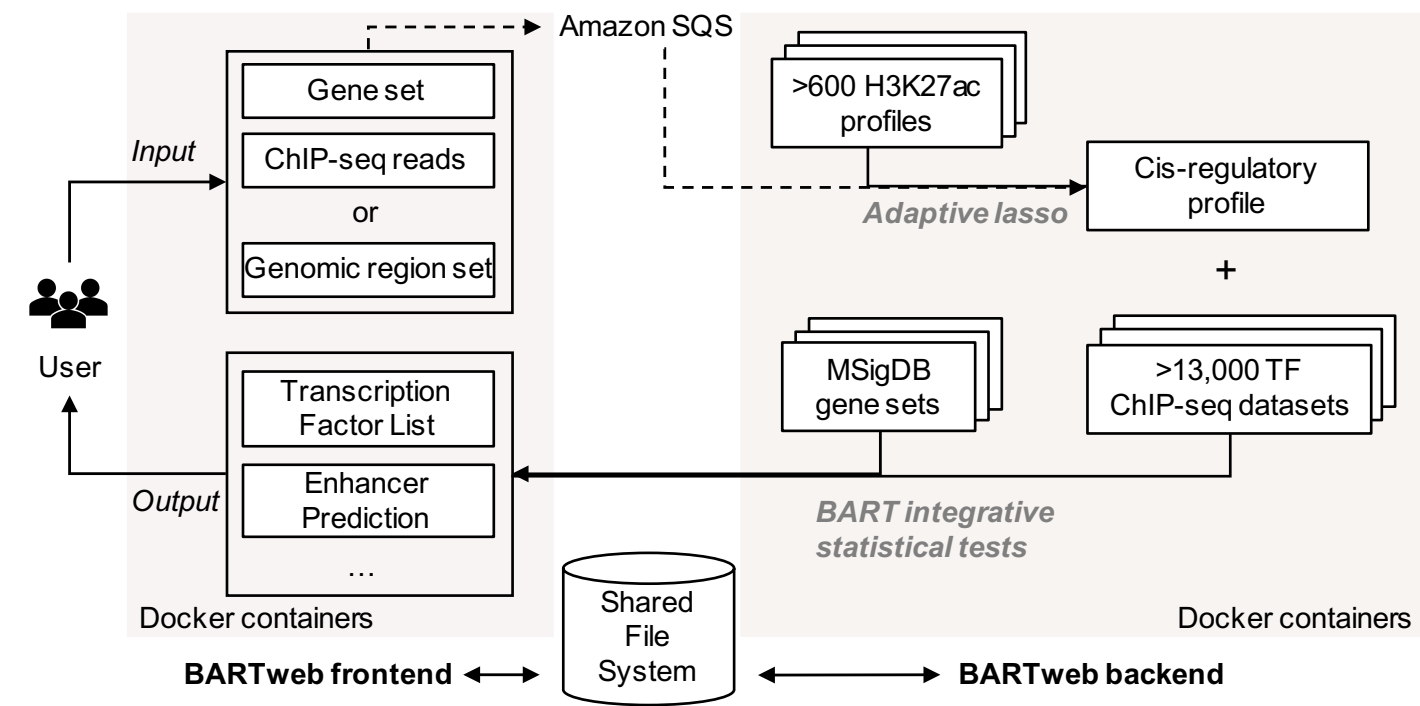 Amazon SQS
Gene set
ChIP-seq reads
or
Genomic region set
Input
User
Transcription
Factor List
Enhancer
Prediction
...
Output
Docker containers
>600 H3K27ac
profiles
Adaptive lasso
Cis-regulatory
profile
+
MSigDB
gene sets
>13,000 TF
ChIP-seq datasets
BART integrative
statistical tests
Docker containers
Shared
File
System
BARTweb frontend
BARTweb backend